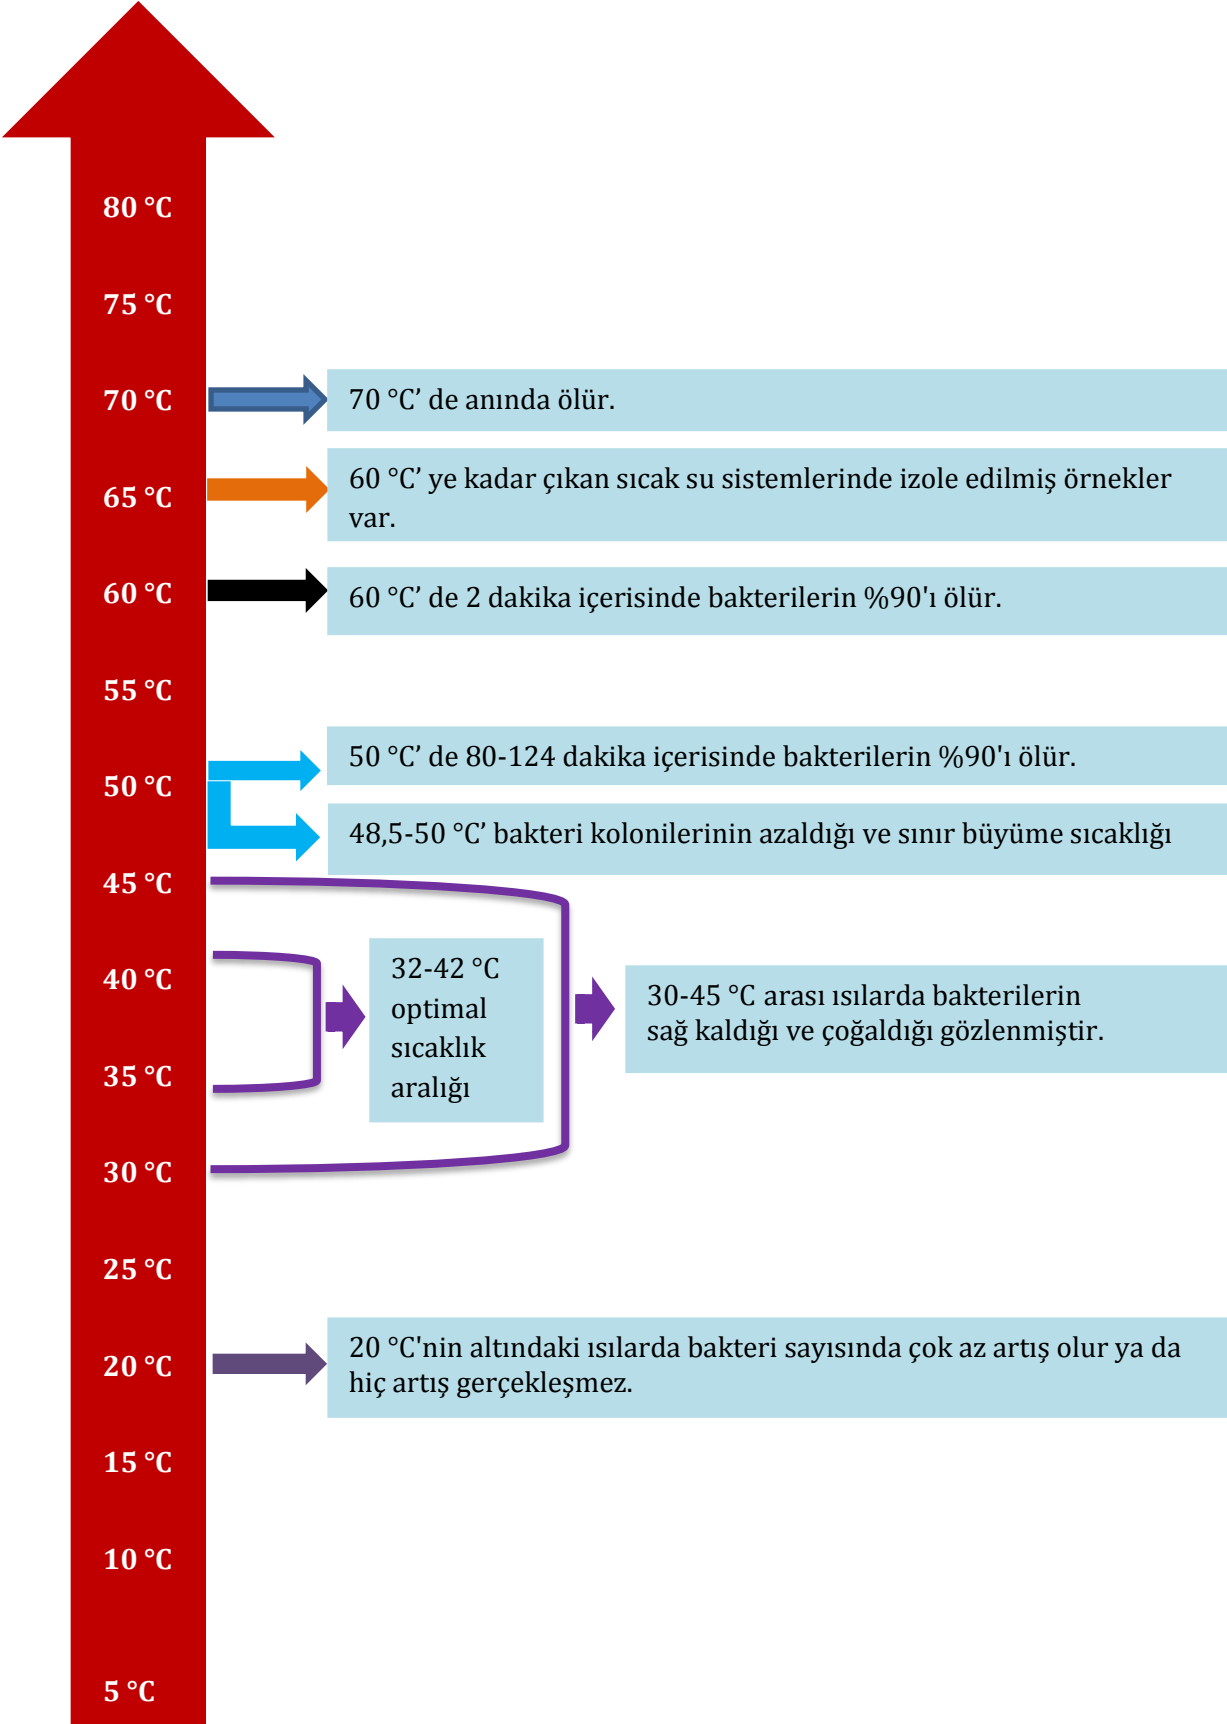 80 °C
75 °C
70 °C
70 °C’ de anında ölür.
65 °C
60 °C’ ye kadar çıkan sıcak su sistemlerinde izole edilmiş örnekler
var.
60 °C
60 °C’ de 2 dakika içerisinde bakterilerin %90'ı ölür.
55 °C
50 °C
50 °C’ de 80-124 dakika içerisinde bakterilerin %90'ı ölür.
48,5-50 °C’ bakteri kolonilerinin azaldığı ve sınır büyüme sıcaklığı
45 °C
40 °C
32-42 °C
optimal
sıcaklık
aralığı
30-45 °C arası ısılarda bakterilerin
sağ kaldığı ve çoğaldığı gözlenmiştir.
35 °C
30 °C
25 °C
20 °C
20 °C'nin altındaki ısılarda bakteri sayısında çok az artış olur ya da
hiç artış gerçekleşmez.
15 °C
10 °C
5 °C